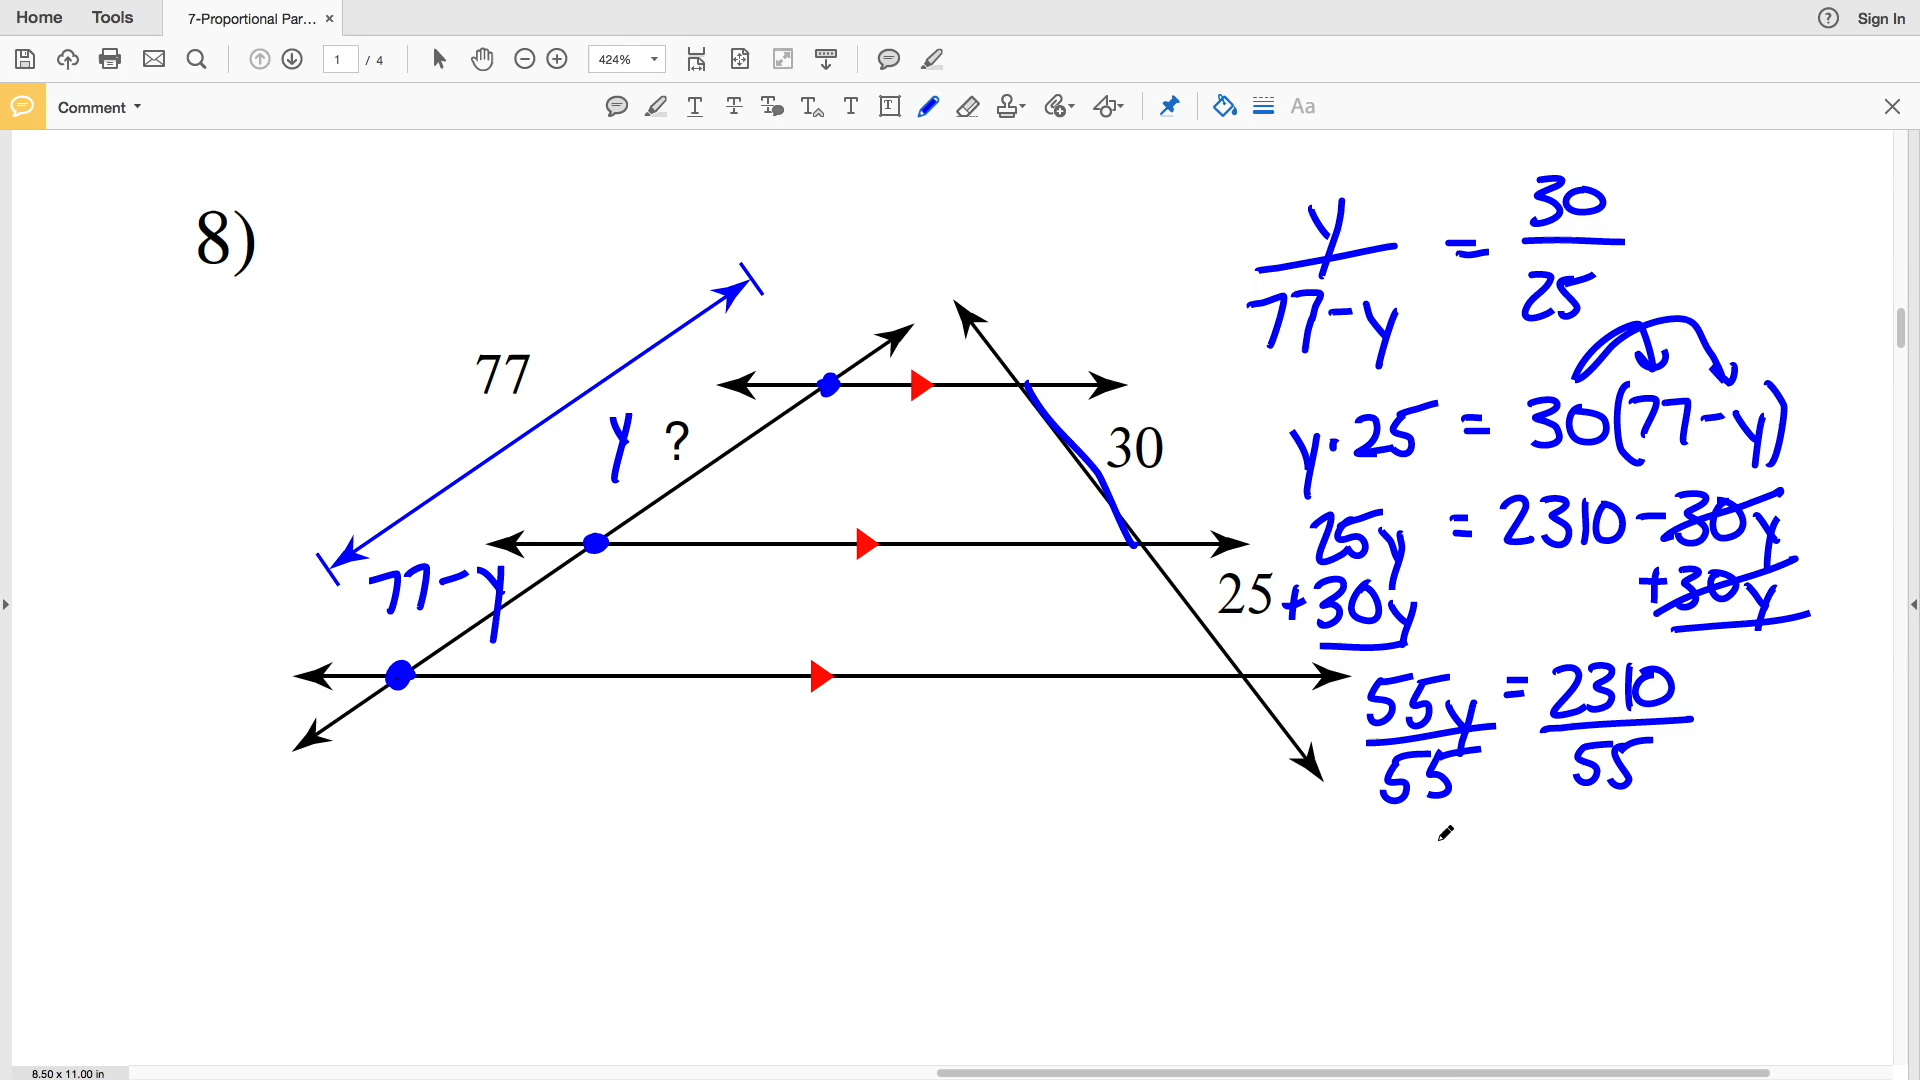 Home Tools 7-Proportional Par... × ? Sign In
1 / 4 424%
Comment Aa
8)
77
y ?
77-y
30
25
y/(77-y) = 30/25
y·25 = 30(77-y)
25y = 2310-30y
+30y +30y
55y/55 = 2310/55
8.50 x 11.00 in